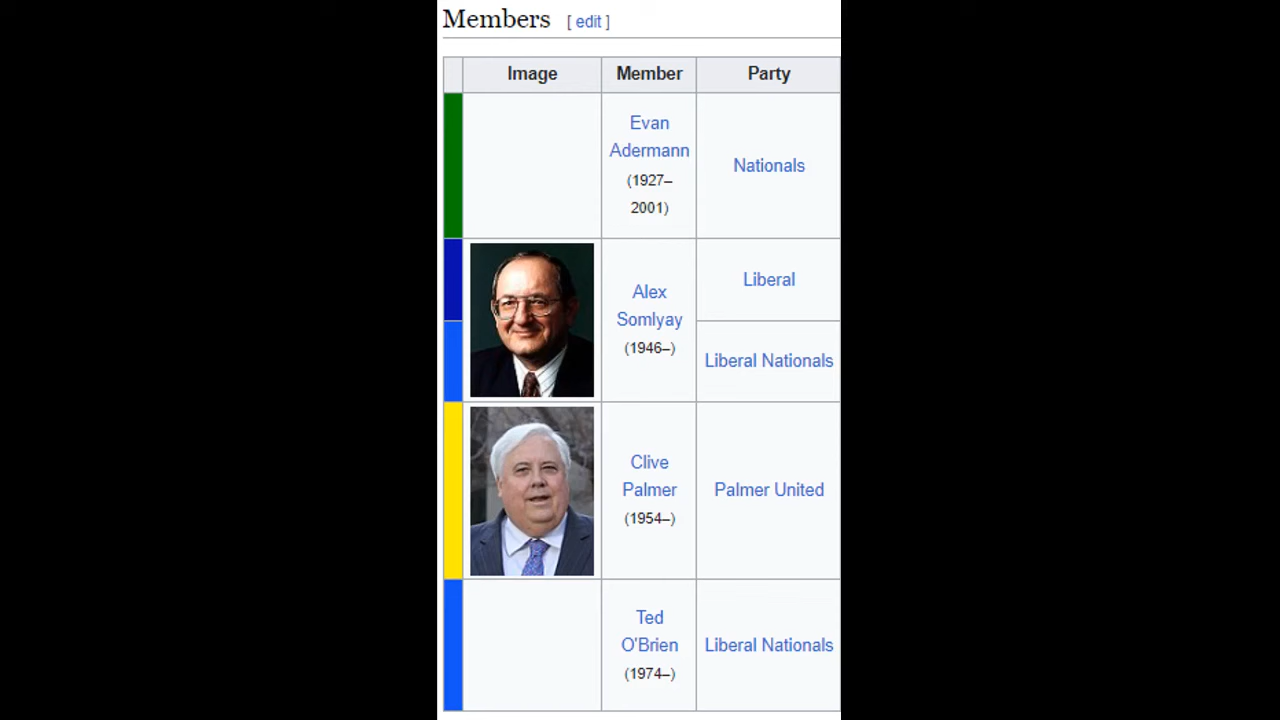 Members [ edit ]
Image Member Party
Evan
Adermann
(1927–
2001)
Nationals
Alex
Somlyay
(1946–)
Liberal
Liberal Nationals
Clive
Palmer
(1954–)
Palmer United
Ted
O'Brien
(1974–)
Liberal Nationals